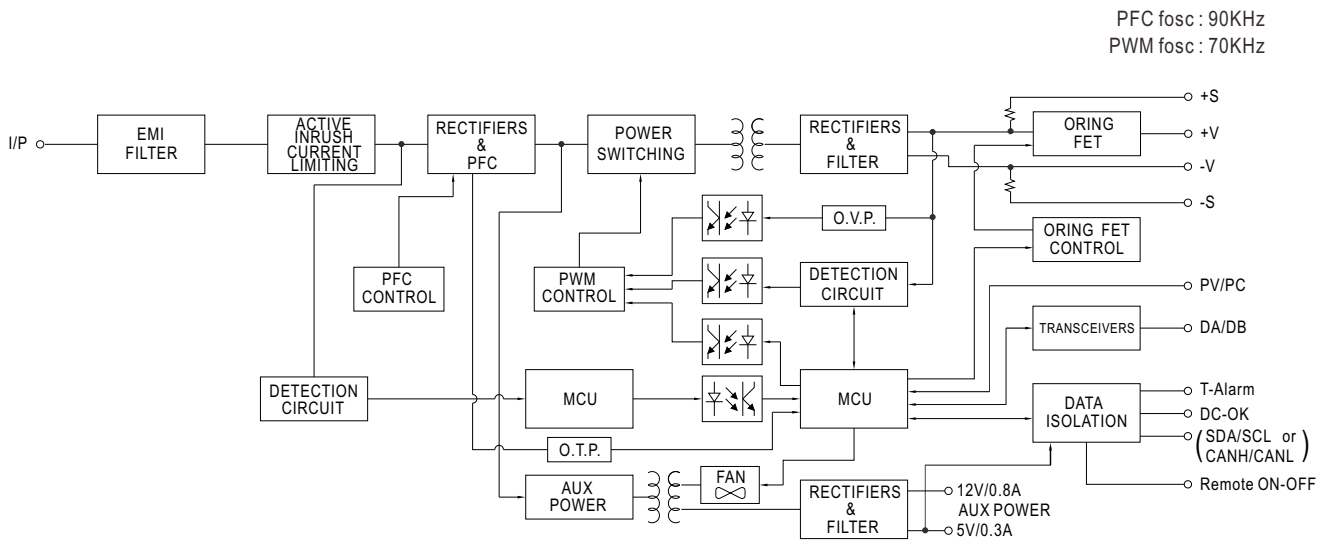 PFC fosc : 90KHz
PWM fosc : 70KHz
I/P
EMI
FILTER
ACTIVE
INRUSH
CURRENT
LIMITING
RECTIFIERS
&
PFC
POWER
SWITCHING
RECTIFIERS
&
FILTER
ORING
FET
+S
+V
-V
-S
O.V.P.
ORING FET
CONTROL
PFC
CONTROL
PWM
CONTROL
DETECTION
CIRCUIT
PV/PC
TRANSCEIVERS
DA/DB
DETECTION
CIRCUIT
MCU
MCU
DATA
ISOLATION
T-Alarm
DC-OK
(SDA/SCL or
CANH/CANL)
Remote ON-OFF
O.T.P.
AUX
POWER
FAN
RECTIFIERS
&
FILTER
12V/0.8A
AUX POWER
5V/0.3A